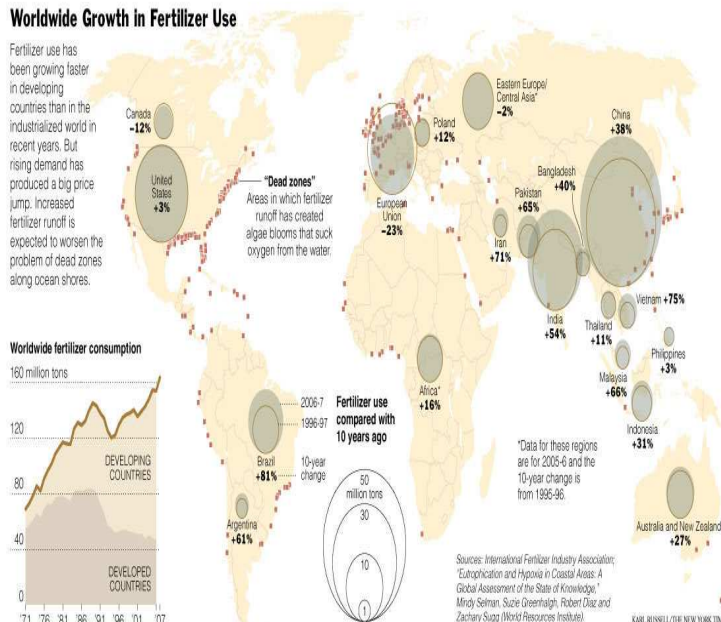 Worldwide Growth in Fertilizer Use
Fertilizer use has
been growing faster
in developing
countries than in the
industrialized world in
recent years. But
rising demand has
produced a big price
jump. Increased
fertilizer runoff is
expected to worsen the
problem of dead zones
along ocean shores.
Canada
–12%
United
States
+3%
"Dead zones"
Areas in which fertilizer
runoff has created
algae blooms that suck
oxygen from the water.
European
Union
–23%
Poland
+12%
Eastern Europe/
Central Asia*
–2%
China
+38%
Bangladesh
+40%
Pakistan
+65%
Iran
+71%
India
+54%
Vietnam +75%
Thailand
+11%
Philippines
+3%
Malaysia
+66%
Indonesia
+31%
Africa*
+16%
Brazil
+81%
Argentina
+61%
Australia and New Zealand
+27%
2006-7
1996-97
10-year
change
Fertilizer use
compared with
10 years ago
50
million tons
30
10
1
*Data for these regions
are for 2005-6 and the
10-year change is
from 1995-96.
Worldwide fertilizer consumption
160 million tons
120
80
40
0
DEVELOPING
COUNTRIES
DEVELOPED
COUNTRIES
'71 '76 '81 '86 '91 '96 '01 '07
Sources: International Fertilizer Industry Association;
"Eutrophication and Hypoxia in Coastal Areas: A
Global Assessment of the State of Knowledge,"
Mindy Selman, Suzie Greenhalgh, Robert Diaz and
Zachary Sugg (World Resources Institute).
KARL RUSSELL/THE NEW YORK